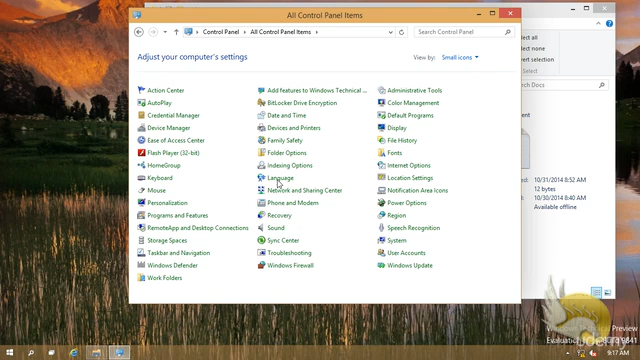 All Control Panel Items
Control Panel
All Control Panel Items
Search Control Panel
Adjust your computer's settings
View by: Small icons
Action Center
Add features to Windows Technical ...
Administrative Tools
AutoPlay
BitLocker Drive Encryption
Color Management
Credential Manager
Date and Time
Default Programs
Device Manager
Devices and Printers
Display
Ease of Access Center
Family Safety
File History
Flash Player (32-bit)
Folder Options
Fonts
HomeGroup
Indexing Options
Internet Options
Keyboard
Language
Location Settings
Mouse
Network and Sharing Center
Notification Area Icons
Personalization
Phone and Modem
Power Options
Programs and Features
Recovery
Region
RemoteApp and Desktop Connections
Sound
Speech Recognition
Storage Spaces
Sync Center
System
Taskbar and Navigation
Troubleshooting
User Accounts
Windows Defender
Windows Firewall
Windows Update
Work Folders
ect all
ect none
vert selection
Select
earch Docs
ent
10/31/2014 8:52 AM
12 bytes
10/30/2014 8:40 AM
Available offline
9841
9:17 AM